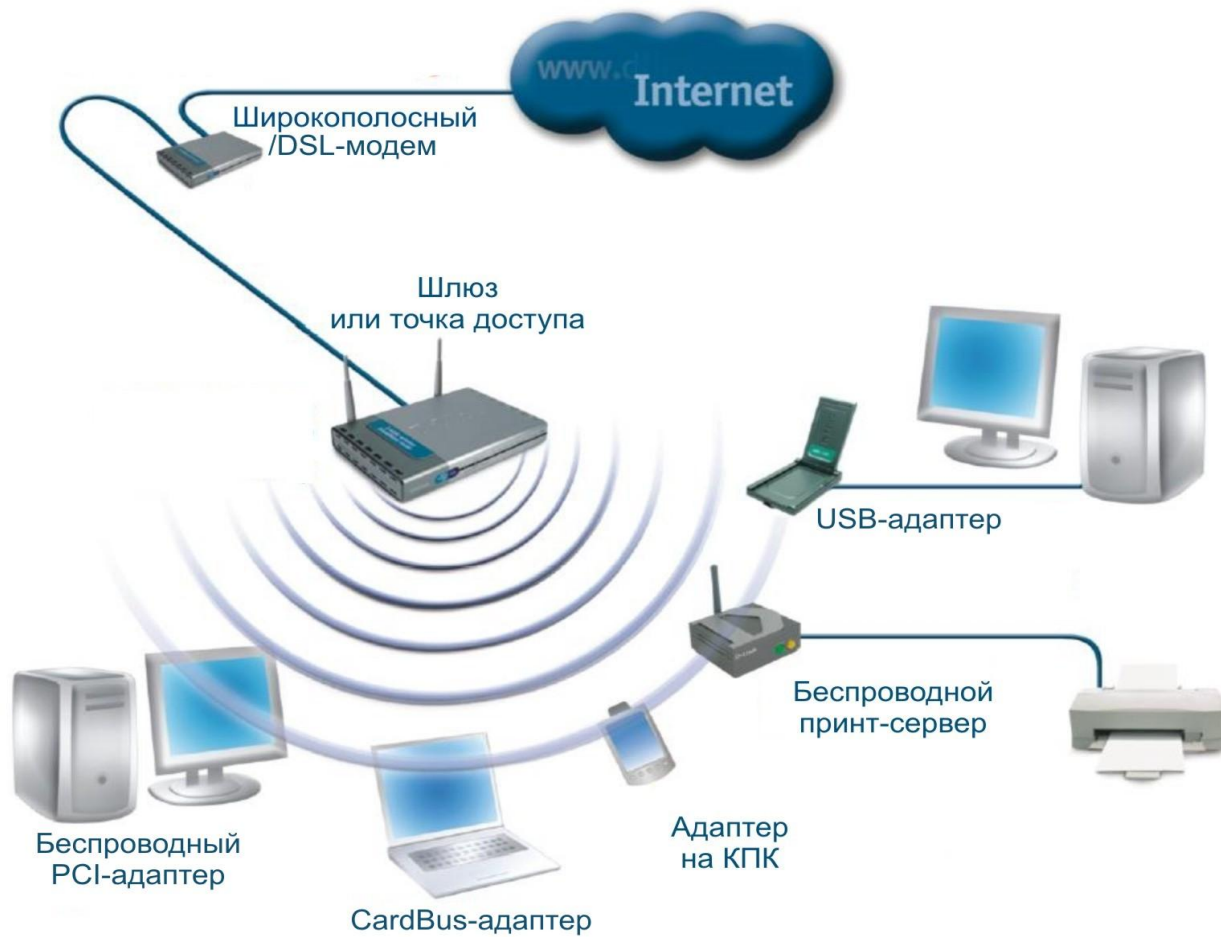 www.d
Internet
Широкополосный
/DSL-модем
Шлюз
или точка доступа
USB-адаптер
Беспроводной
принт-сервер
Адаптер
на КПК
Беспроводный
PCI-адаптер
CardBus-адаптер